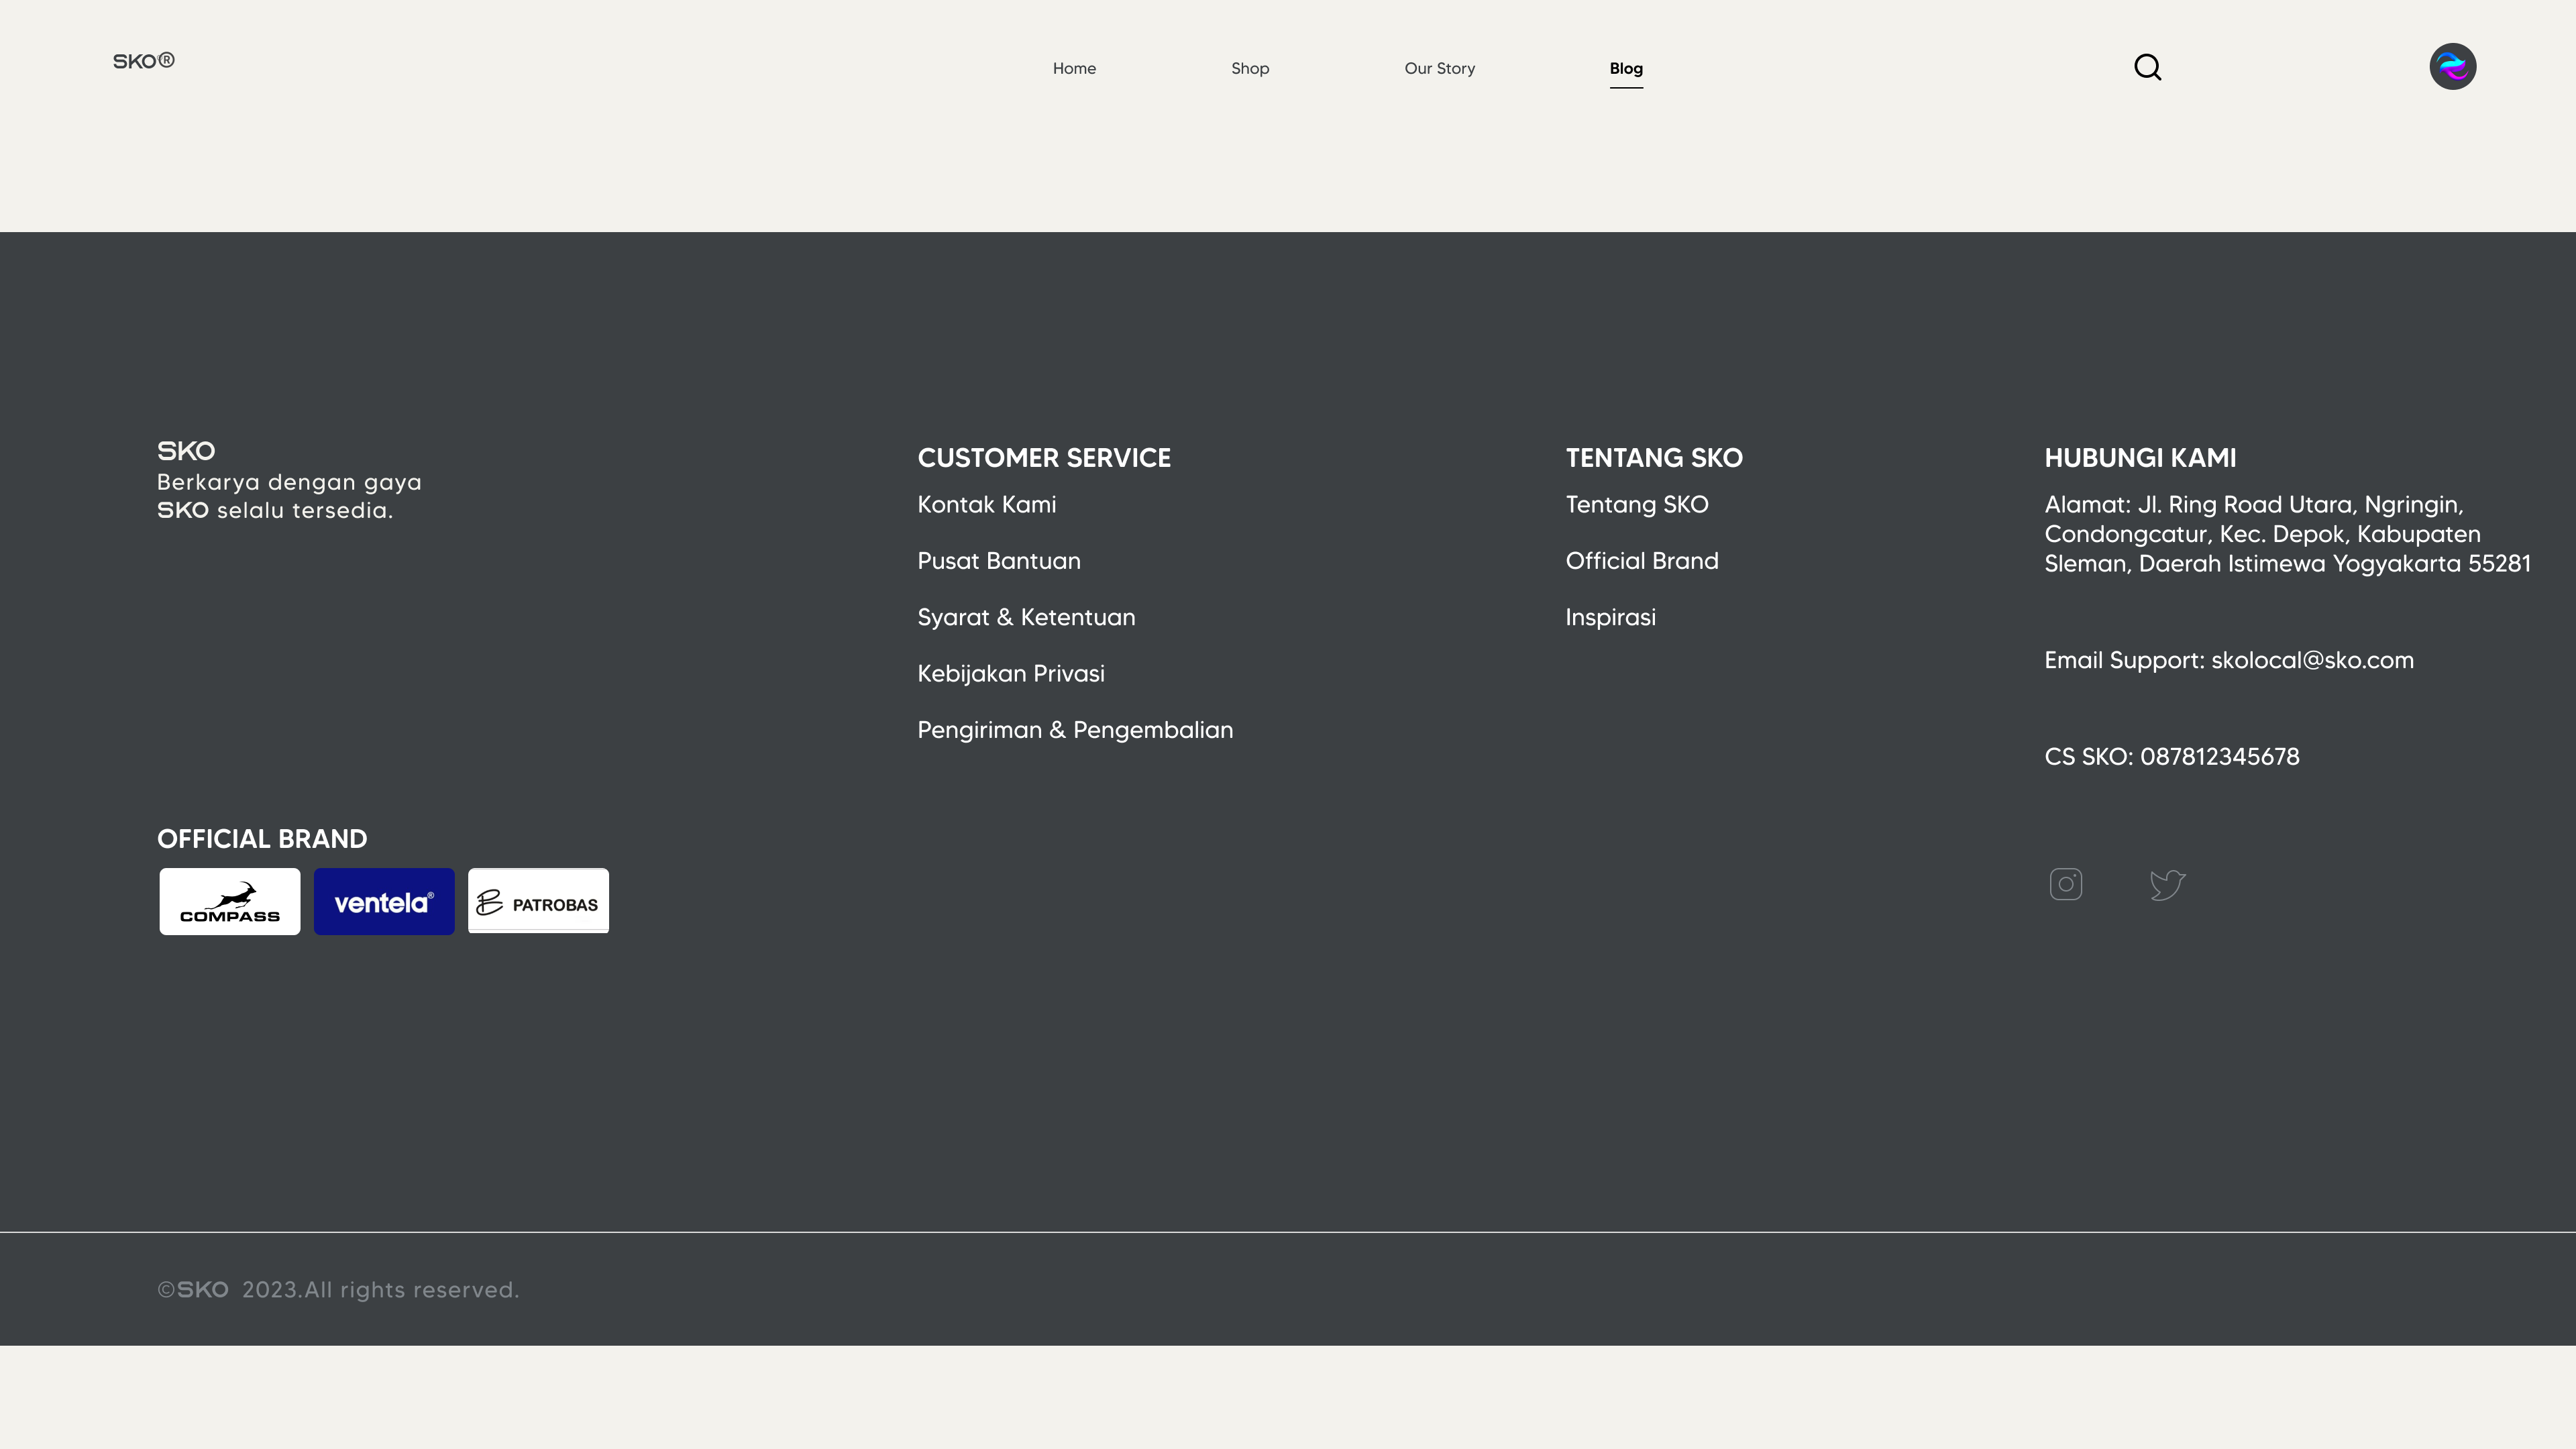 SKO®
Home
Shop
Our Story
Blog
SKO
Berkarya dengan gaya
SKO selalu tersedia.
CUSTOMER SERVICE
Kontak Kami
Pusat Bantuan
Syarat & Ketentuan
Kebijakan Privasi
Pengiriman & Pengembalian
TENTANG SKO
Tentang SKO
Official Brand
Inspirasi
HUBUNGI KAMI
Alamat: Jl. Ring Road Utara, Ngringin,
Condongcatur, Kec. Depok, Kabupaten
Sleman, Daerah Istimewa Yogyakarta 55281
Email Support: skolocal@sko.com
CS SKO: 087812345678
OFFICIAL BRAND
COMPASS
ventela®
PATROBAS
©SKO 2023.All rights reserved.